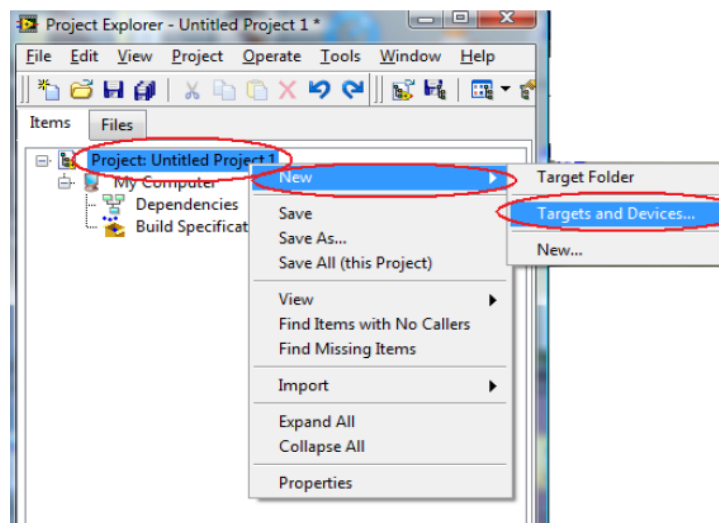 Project Explorer - Untitled Project 1 *
File Edit View Project Operate Tools Window Help
Items Files
Project: Untitled Project 1
My Computer
Dependencies
Build Specificat
New
Save
Save As...
Save All (this Project)
View
Find Items with No Callers
Find Missing Items
Import
Expand All
Collapse All
Properties
Target Folder
Targets and Devices...
New...